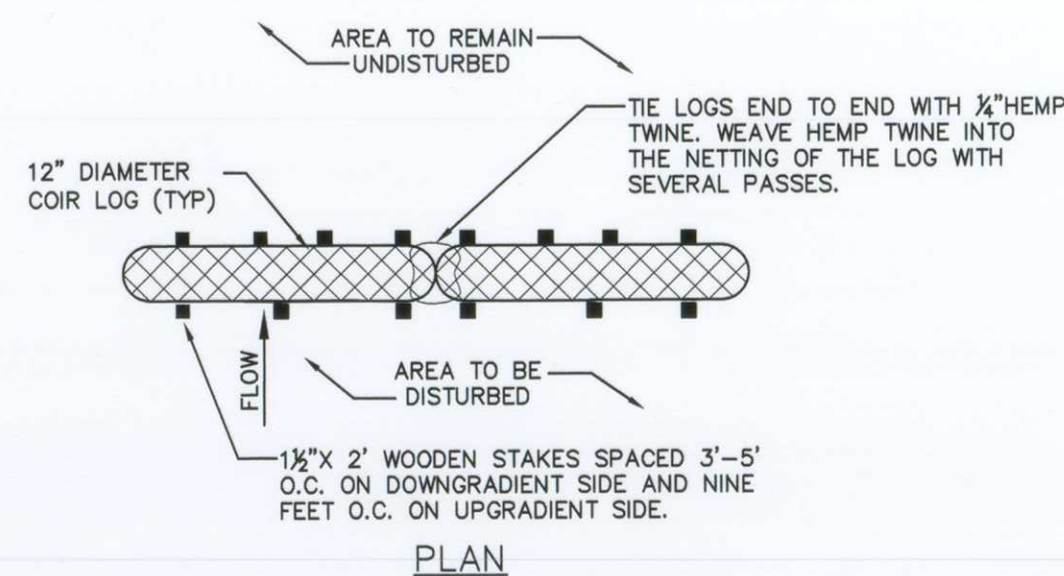 AREA TO REMAIN
UNDISTURBED
TIE LOGS END TO END WITH ¼"HEMP
TWINE. WEAVE HEMP TWINE INTO
THE NETTING OF THE LOG WITH
SEVERAL PASSES.
12" DIAMETER
COIR LOG (TYP)
FLOW
AREA TO BE
DISTURBED
1½"X 2' WOODEN STAKES SPACED 3'-5'
O.C. ON DOWNGRADIENT SIDE AND NINE
FEET O.C. ON UPGRADIENT SIDE.
PLAN